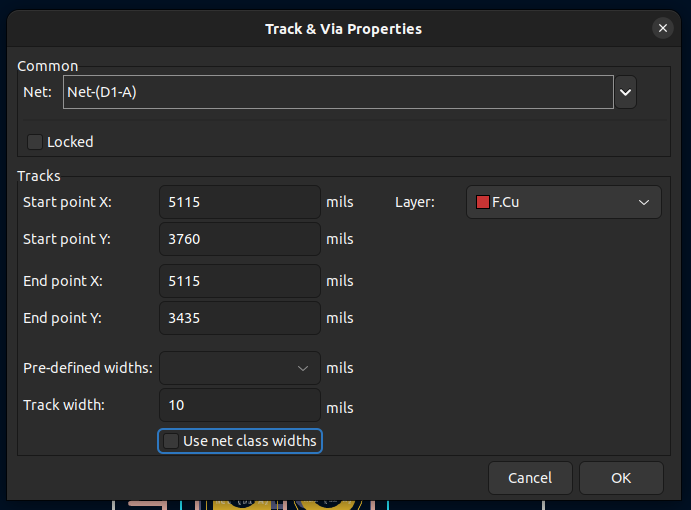 Track & Via Properties
Common
Net: Net-(D1-A)
Locked
Tracks
Start point X: 5115 mils Layer: F.Cu
Start point Y: 3760 mils
End point X: 5115 mils
End point Y: 3435 mils
Pre-defined widths: mils
Track width: 10 mils
Use net class widths
Cancel OK